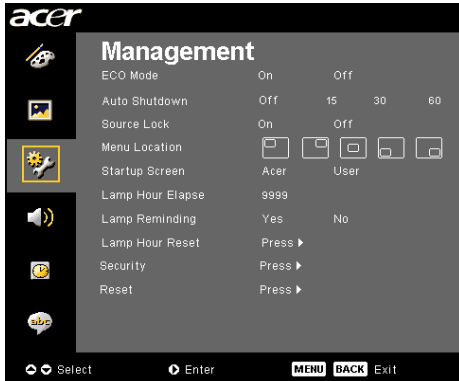 acer
Management
ECO Mode On Off
Auto Shutdown Off 15 30 60
Source Lock On Off
Menu Location
Startup Screen Acer User
Lamp Hour Elapse 9999
Lamp Reminding Yes No
Lamp Hour Reset Press
Security Press
Reset Press
abc
Select Enter MENU BACK Exit